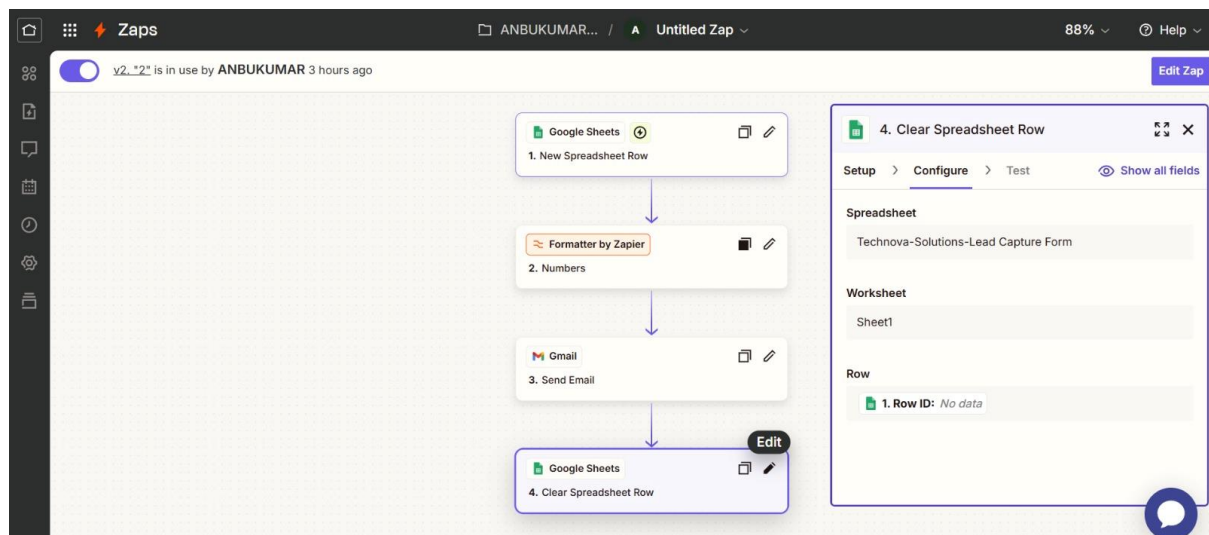 Zaps
ANBUKUMAR... / A Untitled Zap
88%
Help
v2. "2" is in use by ANBUKUMAR 3 hours ago
Edit Zap
Google Sheets
1. New Spreadsheet Row
Formatter by Zapier
2. Numbers
Gmail
3. Send Email
Edit
Google Sheets
4. Clear Spreadsheet Row
4. Clear Spreadsheet Row
Setup > Configure > Test
Show all fields
Spreadsheet
Technova-Solutions-Lead Capture Form
Worksheet
Sheet1
Row
1. Row ID: No data